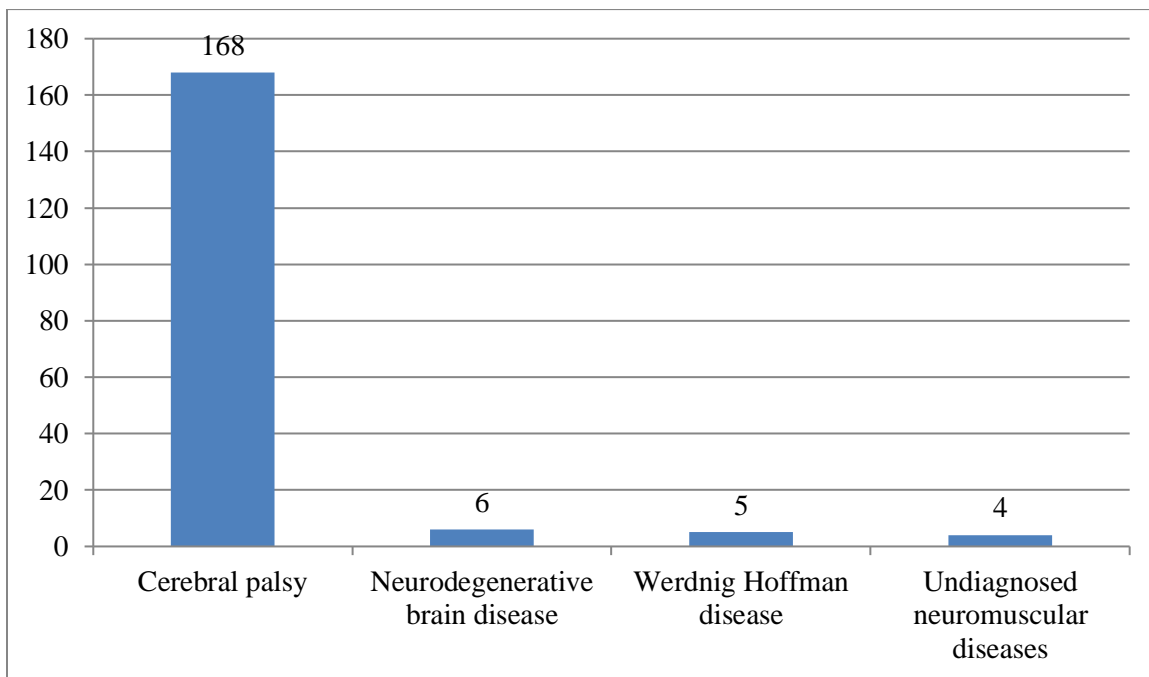 180
168
160
140
120
100
80
60
40
20
6
5
4
0
Cerebral palsy
Neurodegenerative
brain disease
Werdnig Hoffman
disease
Undiagnosed
neuromuscular
diseases